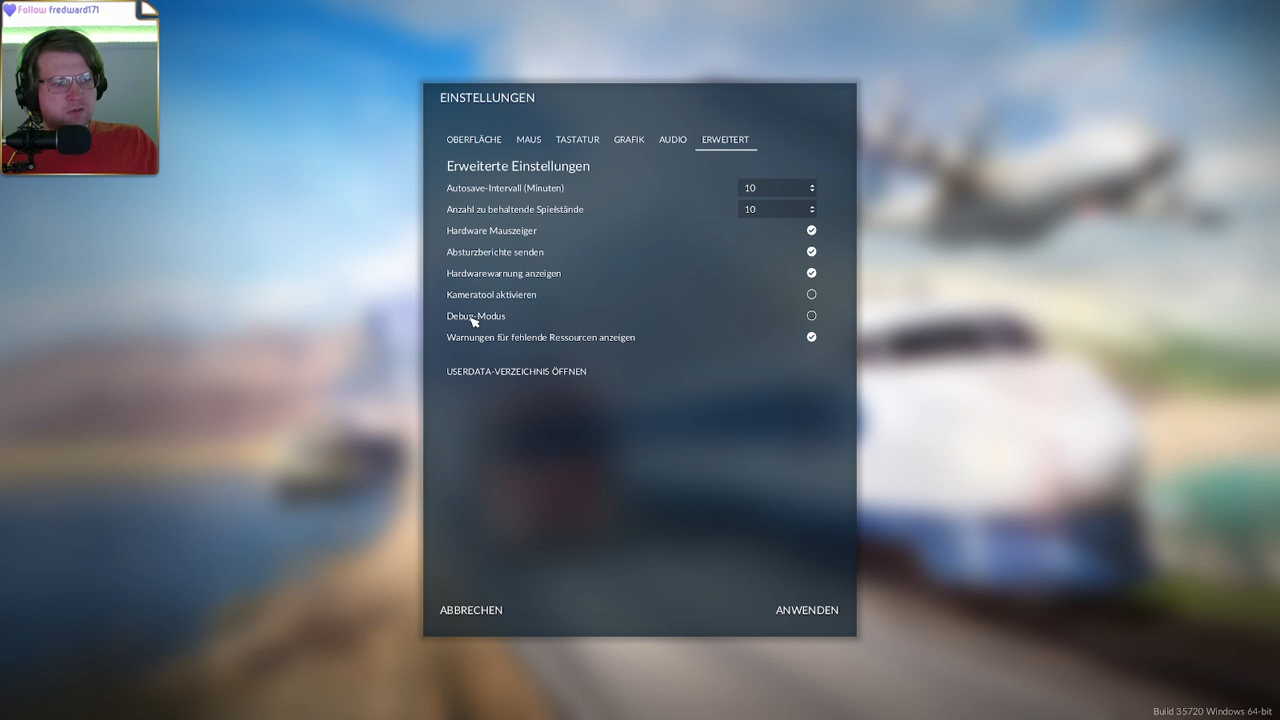 Follow fredward171
EINSTELLUNGEN
OBERFLÄCHE MAUS TASTATUR GRAFIK AUDIO ERWEITERT
Erweiterte Einstellungen
Autosave-Intervall (Minuten) 10
Anzahl zu behaltende Spielstände 10
Hardware Mauszeiger
Absturzberichte senden
Hardwarewarnung anzeigen
Kameratool aktivieren
Debug-Modus
Warnungen für fehlende Ressourcen anzeigen
USERDATA-VERZEICHNIS ÖFFNEN
ABBRECHEN ANWENDEN
Build 35720 Windows 64-bit